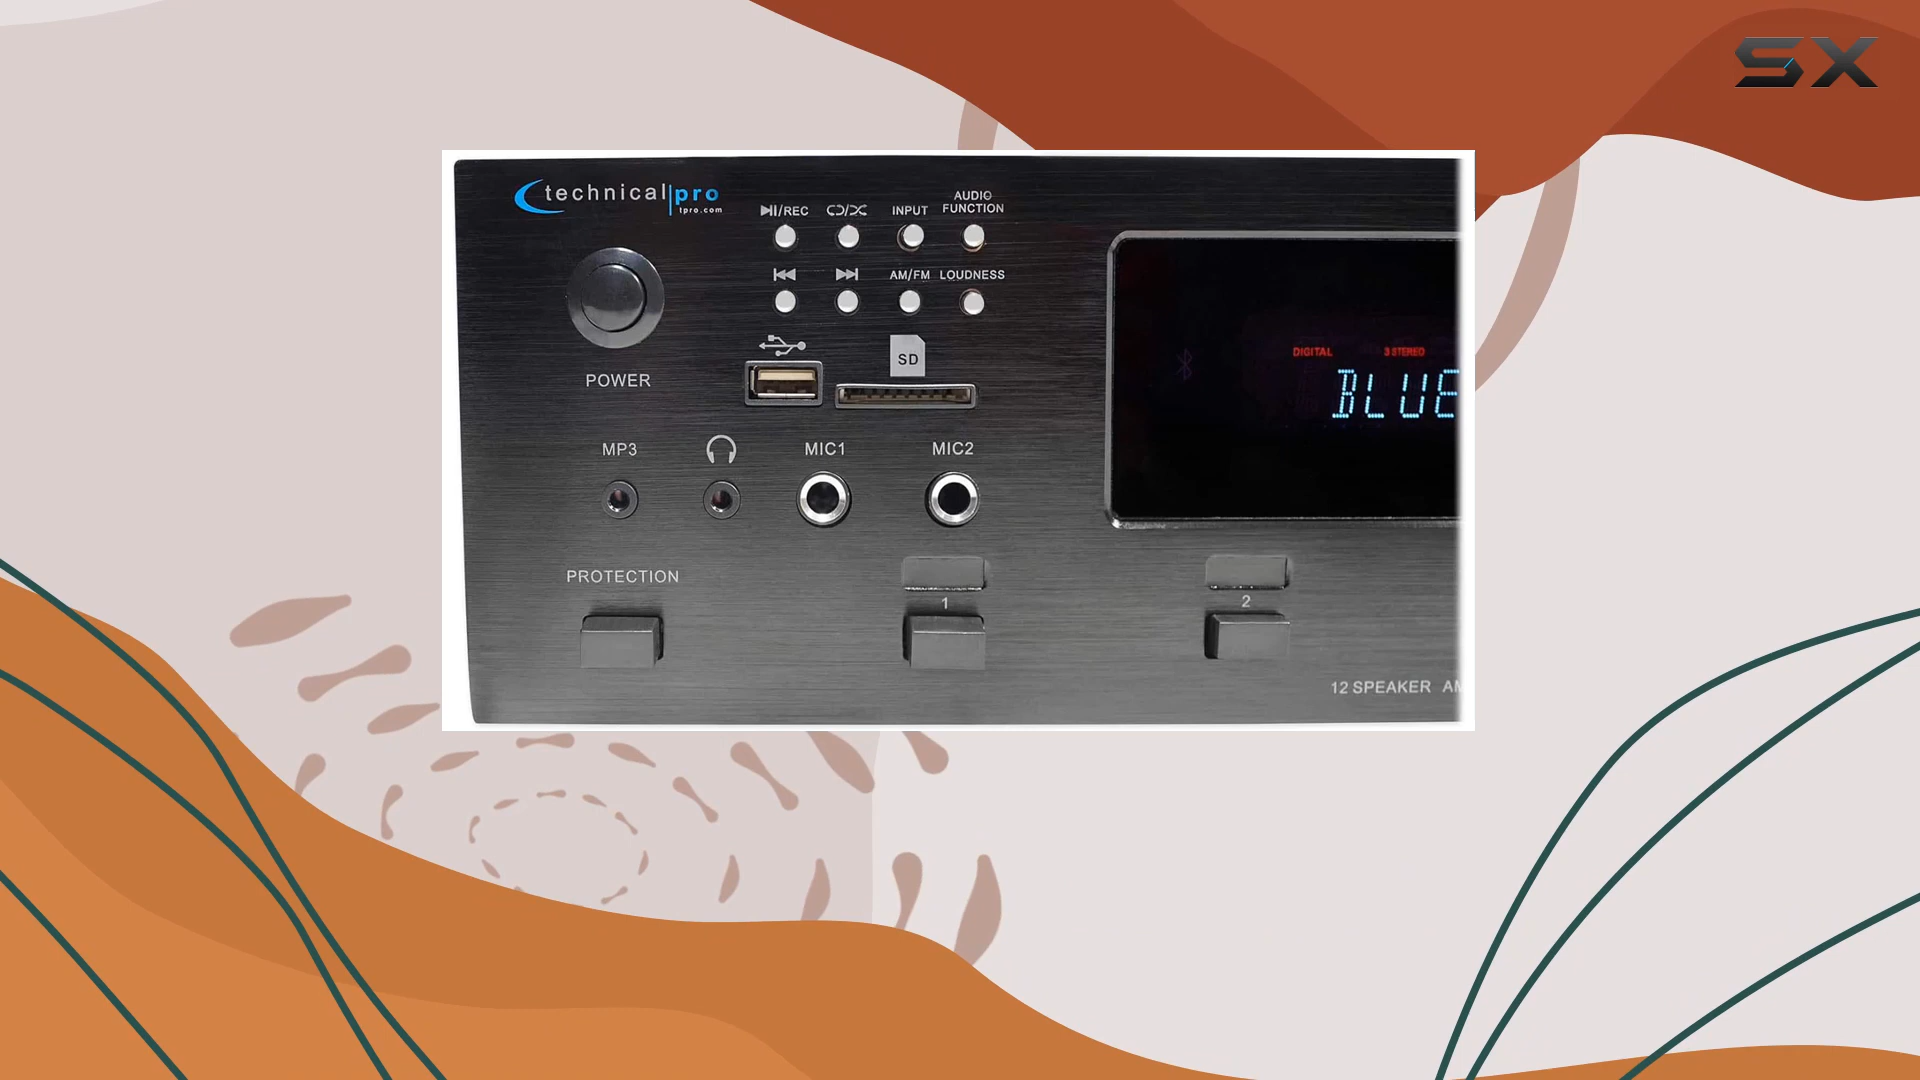 SX
technical|pro
tpro.com
/REC
INPUT
AUDIO
FUNCTION
AM/FM
LOUDNESS
SD
POWER
DIGITAL
STEREO
BLUE
MP3
MIC1
MIC2
PROTECTION
1
2
12 SPEAKER